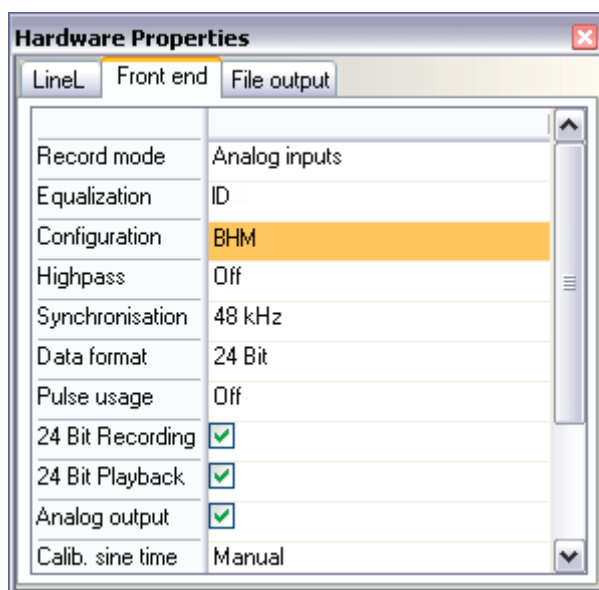 Hardware Properties
LineL Front end File output
Record mode Analog inputs
Equalization ID
Configuration BHM
Highpass Off
Synchronisation 48 kHz
Data format 24 Bit
Pulse usage Off
24 Bit Recording
24 Bit Playback
Analog output
Calib. sine time Manual